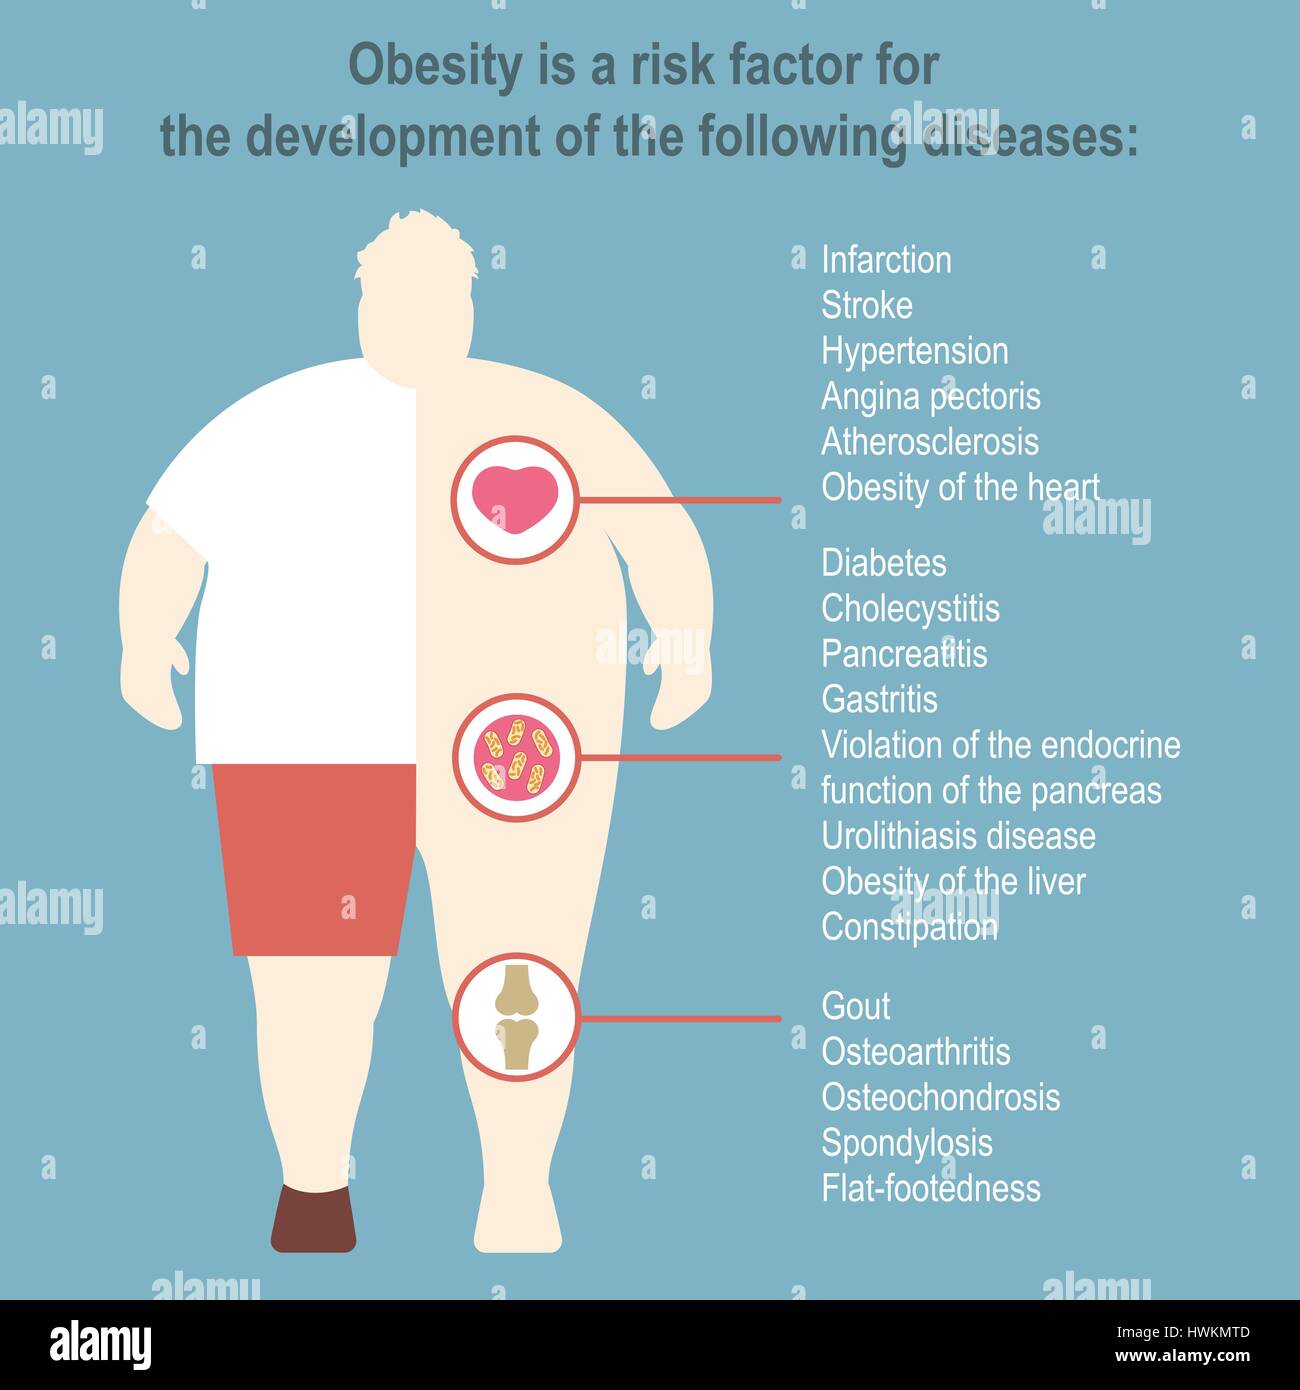 Obesity is a risk factor for
the development of the following diseases:
Infarction
Stroke
Hypertension
Angina pectoris
Atherosclerosis
Obesity of the heart
Diabetes
Cholecystitis
Pancreatitis
Gastritis
Violation of the endocrine
function of the pancreas
Urolithiasis disease
Obesity of the liver
Constipation
Gout
Osteoarthritis
Osteochondrosis
Spondylosis
Flat-footedness
alamy
alamy
Image ID: HWKMTD
www.alamy.com